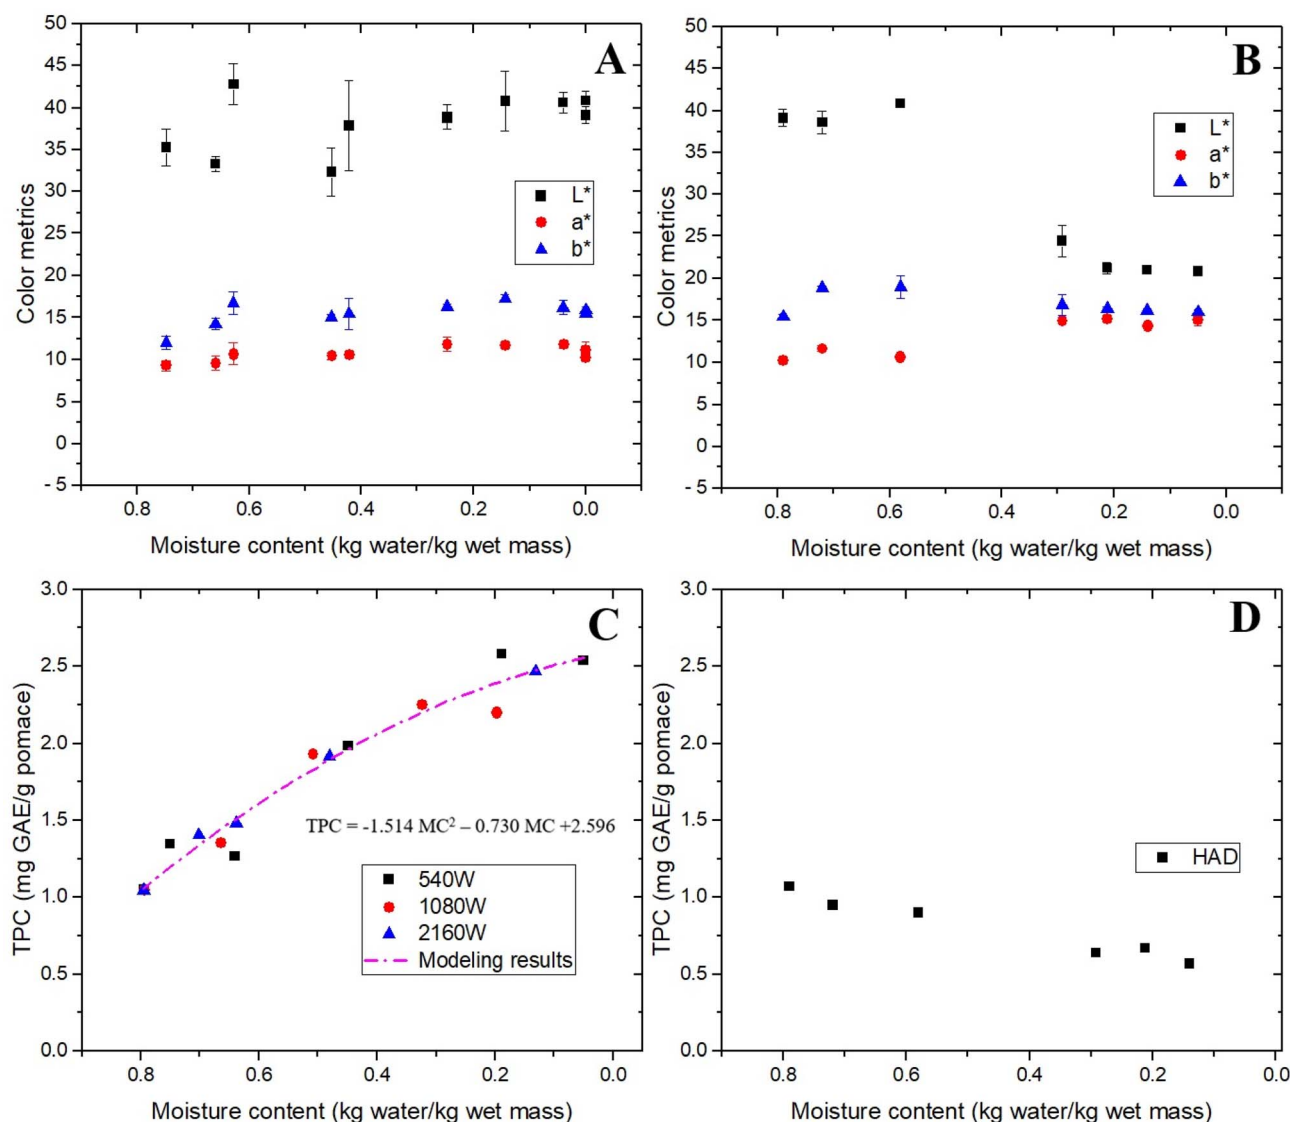 A
50
45
40
35
30
25
20
15
10
5
0
- 5
Color metrics
L*
a*
b*
0.8
0.6
0.4
0.2
0.0
Moisture content (kg water/kg wet mass)
B
50
45
40
35
30
25
20
15
10
5
0
- 5
Color metrics
L*
a*
b*
0.8
0.6
0.4
0.2
0.0
Moisture content (kg water/kg wet mass)
C
3.0
2.5
2.0
1.5
1.0
0.5
0.0
TPC (mg GAE/g pomace)
TPC = -1.514 MC² – 0.730 MC +2.596
540W
1080W
2160W
Modeling results
0.8
0.6
0.4
0.2
0.0
Moisture content (kg water/kg wet mass)
D
3.0
2.5
2.0
1.5
1.0
0.5
0.0
TPC (mg GAE/g pomace)
HAD
0.8
0.6
0.4
0.2
0.0
Moisture content (kg water/kg wet mass)